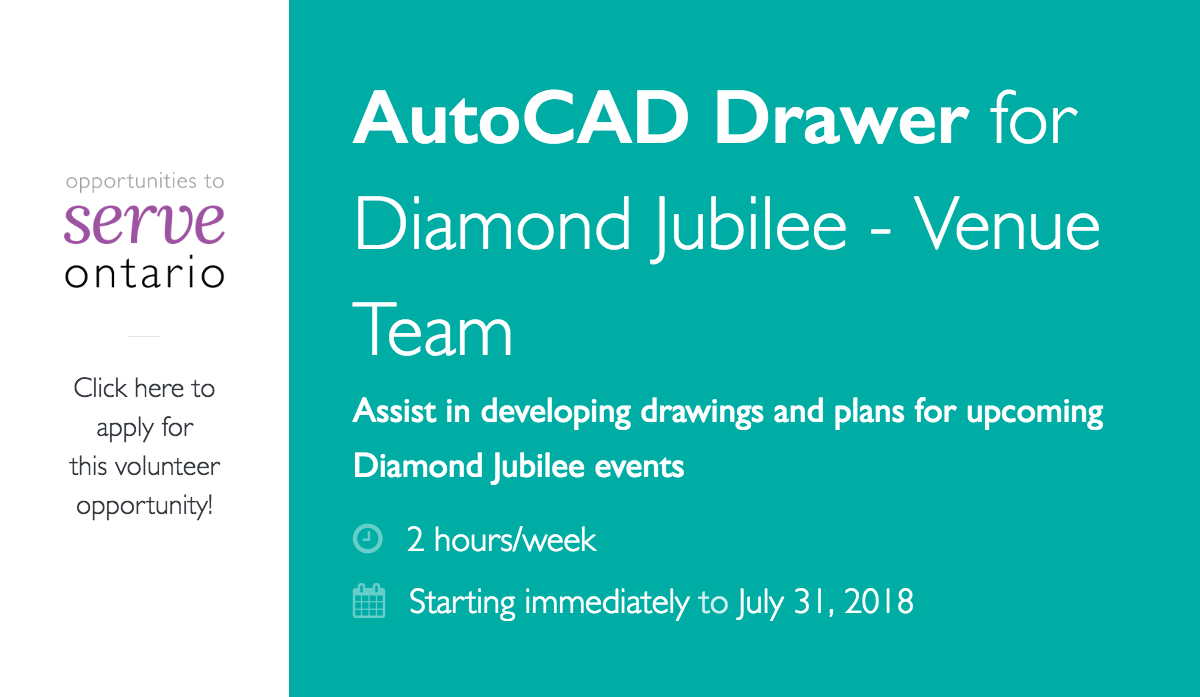 opportunities to
serve
ontario
Click here to
apply for
this volunteer
opportunity!
AutoCAD Drawer for
Diamond Jubilee - Venue
Team
Assist in developing drawings and plans for upcoming
Diamond Jubilee events
2 hours/week
Starting immediately to July 31, 2018